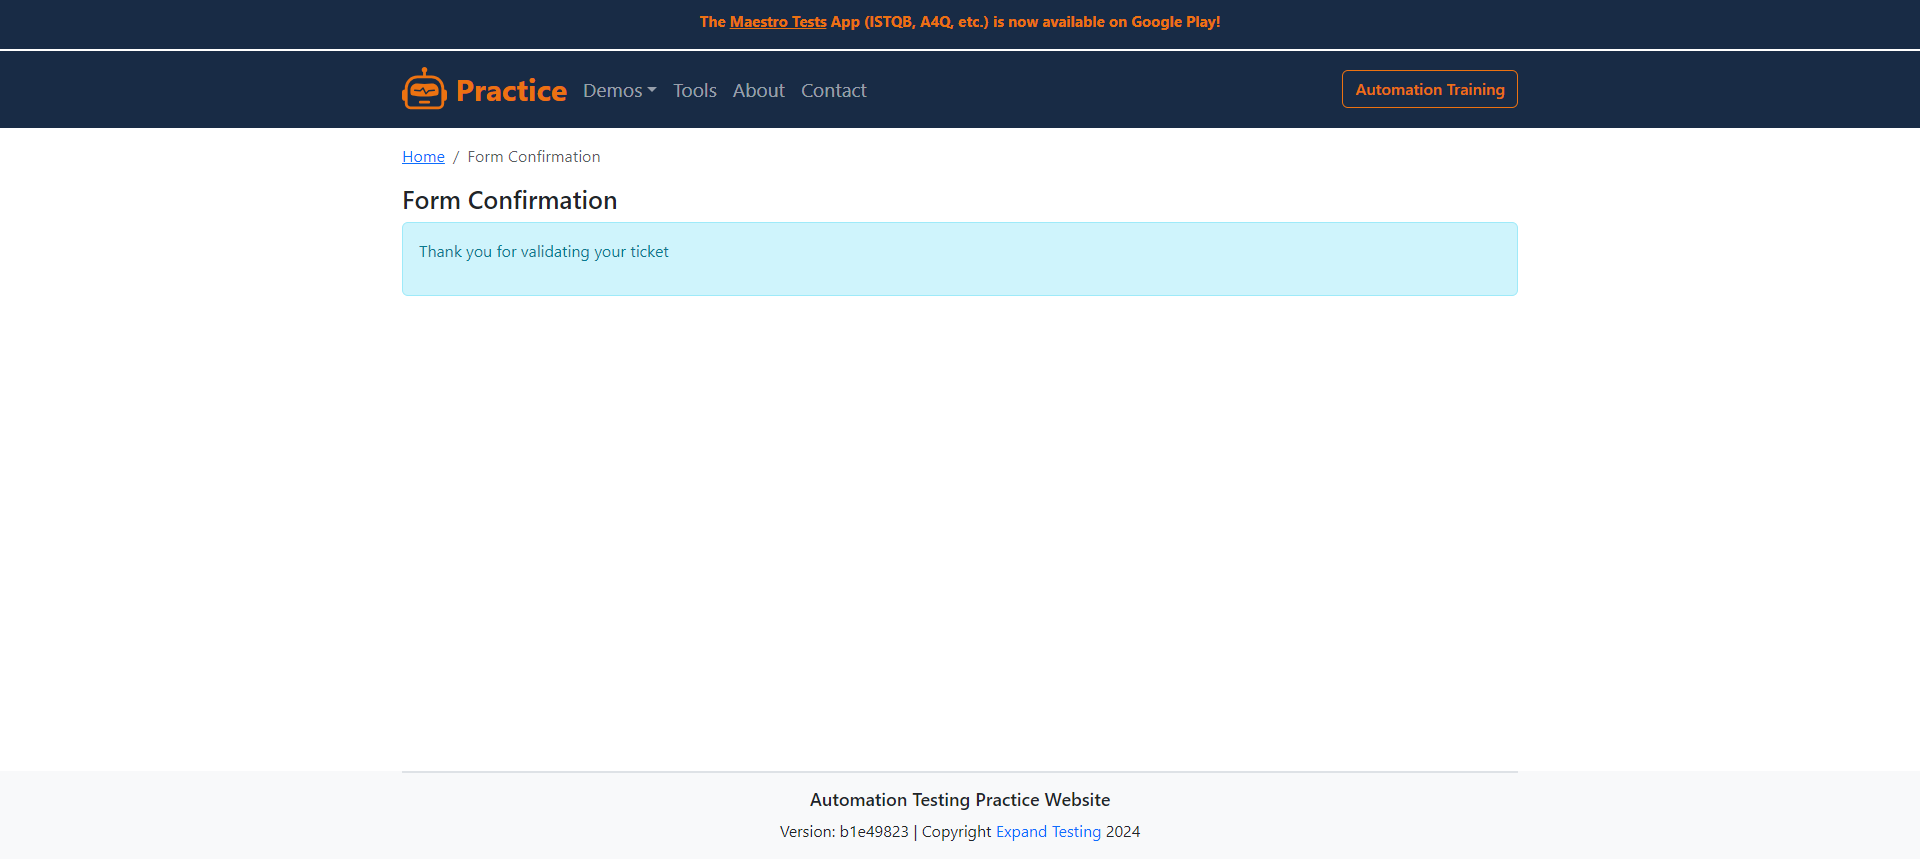 The Maestro Tests App (ISTQB, A4Q, etc.) is now available on Google Play!
Practice Demos Tools About Contact Automation Training
Home / Form Confirmation
Form Confirmation
Thank you for validating your ticket
Automation Testing Practice Website
Version: b1e49823 | Copyright Expand Testing 2024